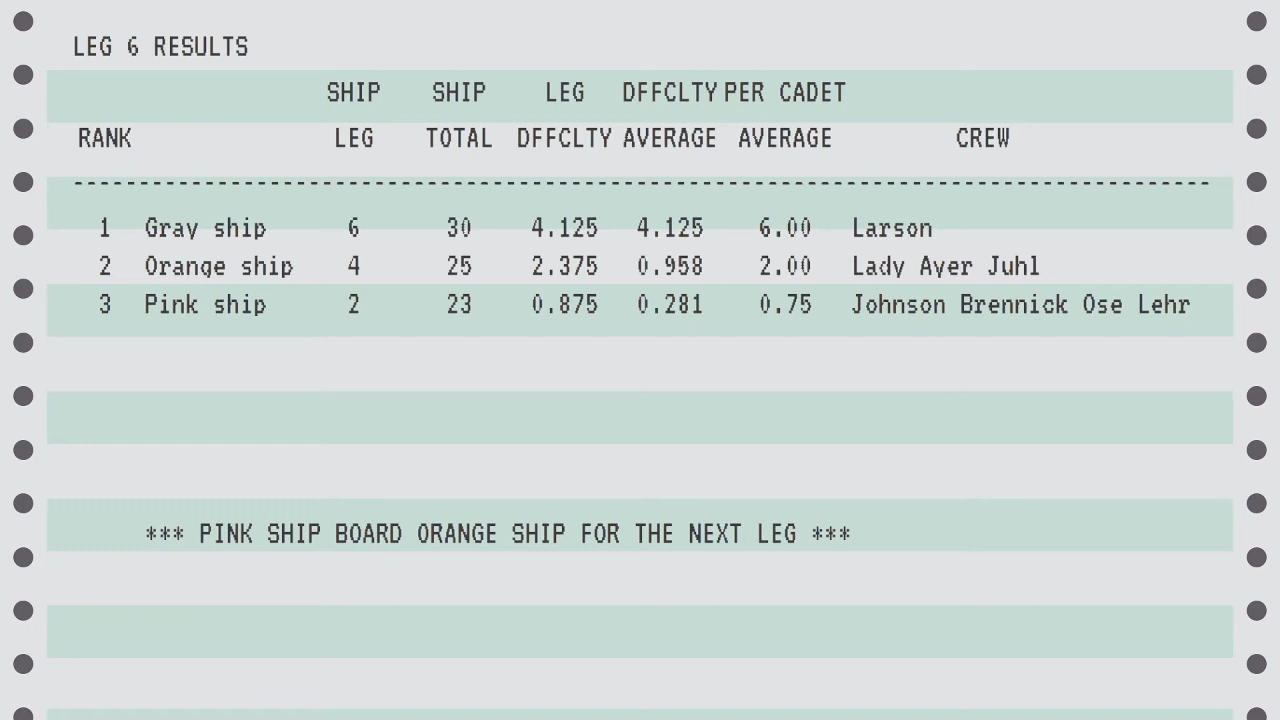 LEG 6 RESULTS
SHIP SHIP LEG DFFCLTY PER CADET
RANK LEG TOTAL DFFCLTY AVERAGE AVERAGE CREW
-------------------------------------------------------------------------------------
1 Gray ship 6 30 4.125 4.125 6.00 Larson
2 Orange ship 4 25 2.375 0.958 2.00 Lady Ayer Juhl
3 Pink ship 2 23 0.875 0.281 0.75 Johnson Brennick Ose Lehr
*** PINK SHIP BOARD ORANGE SHIP FOR THE NEXT LEG ***